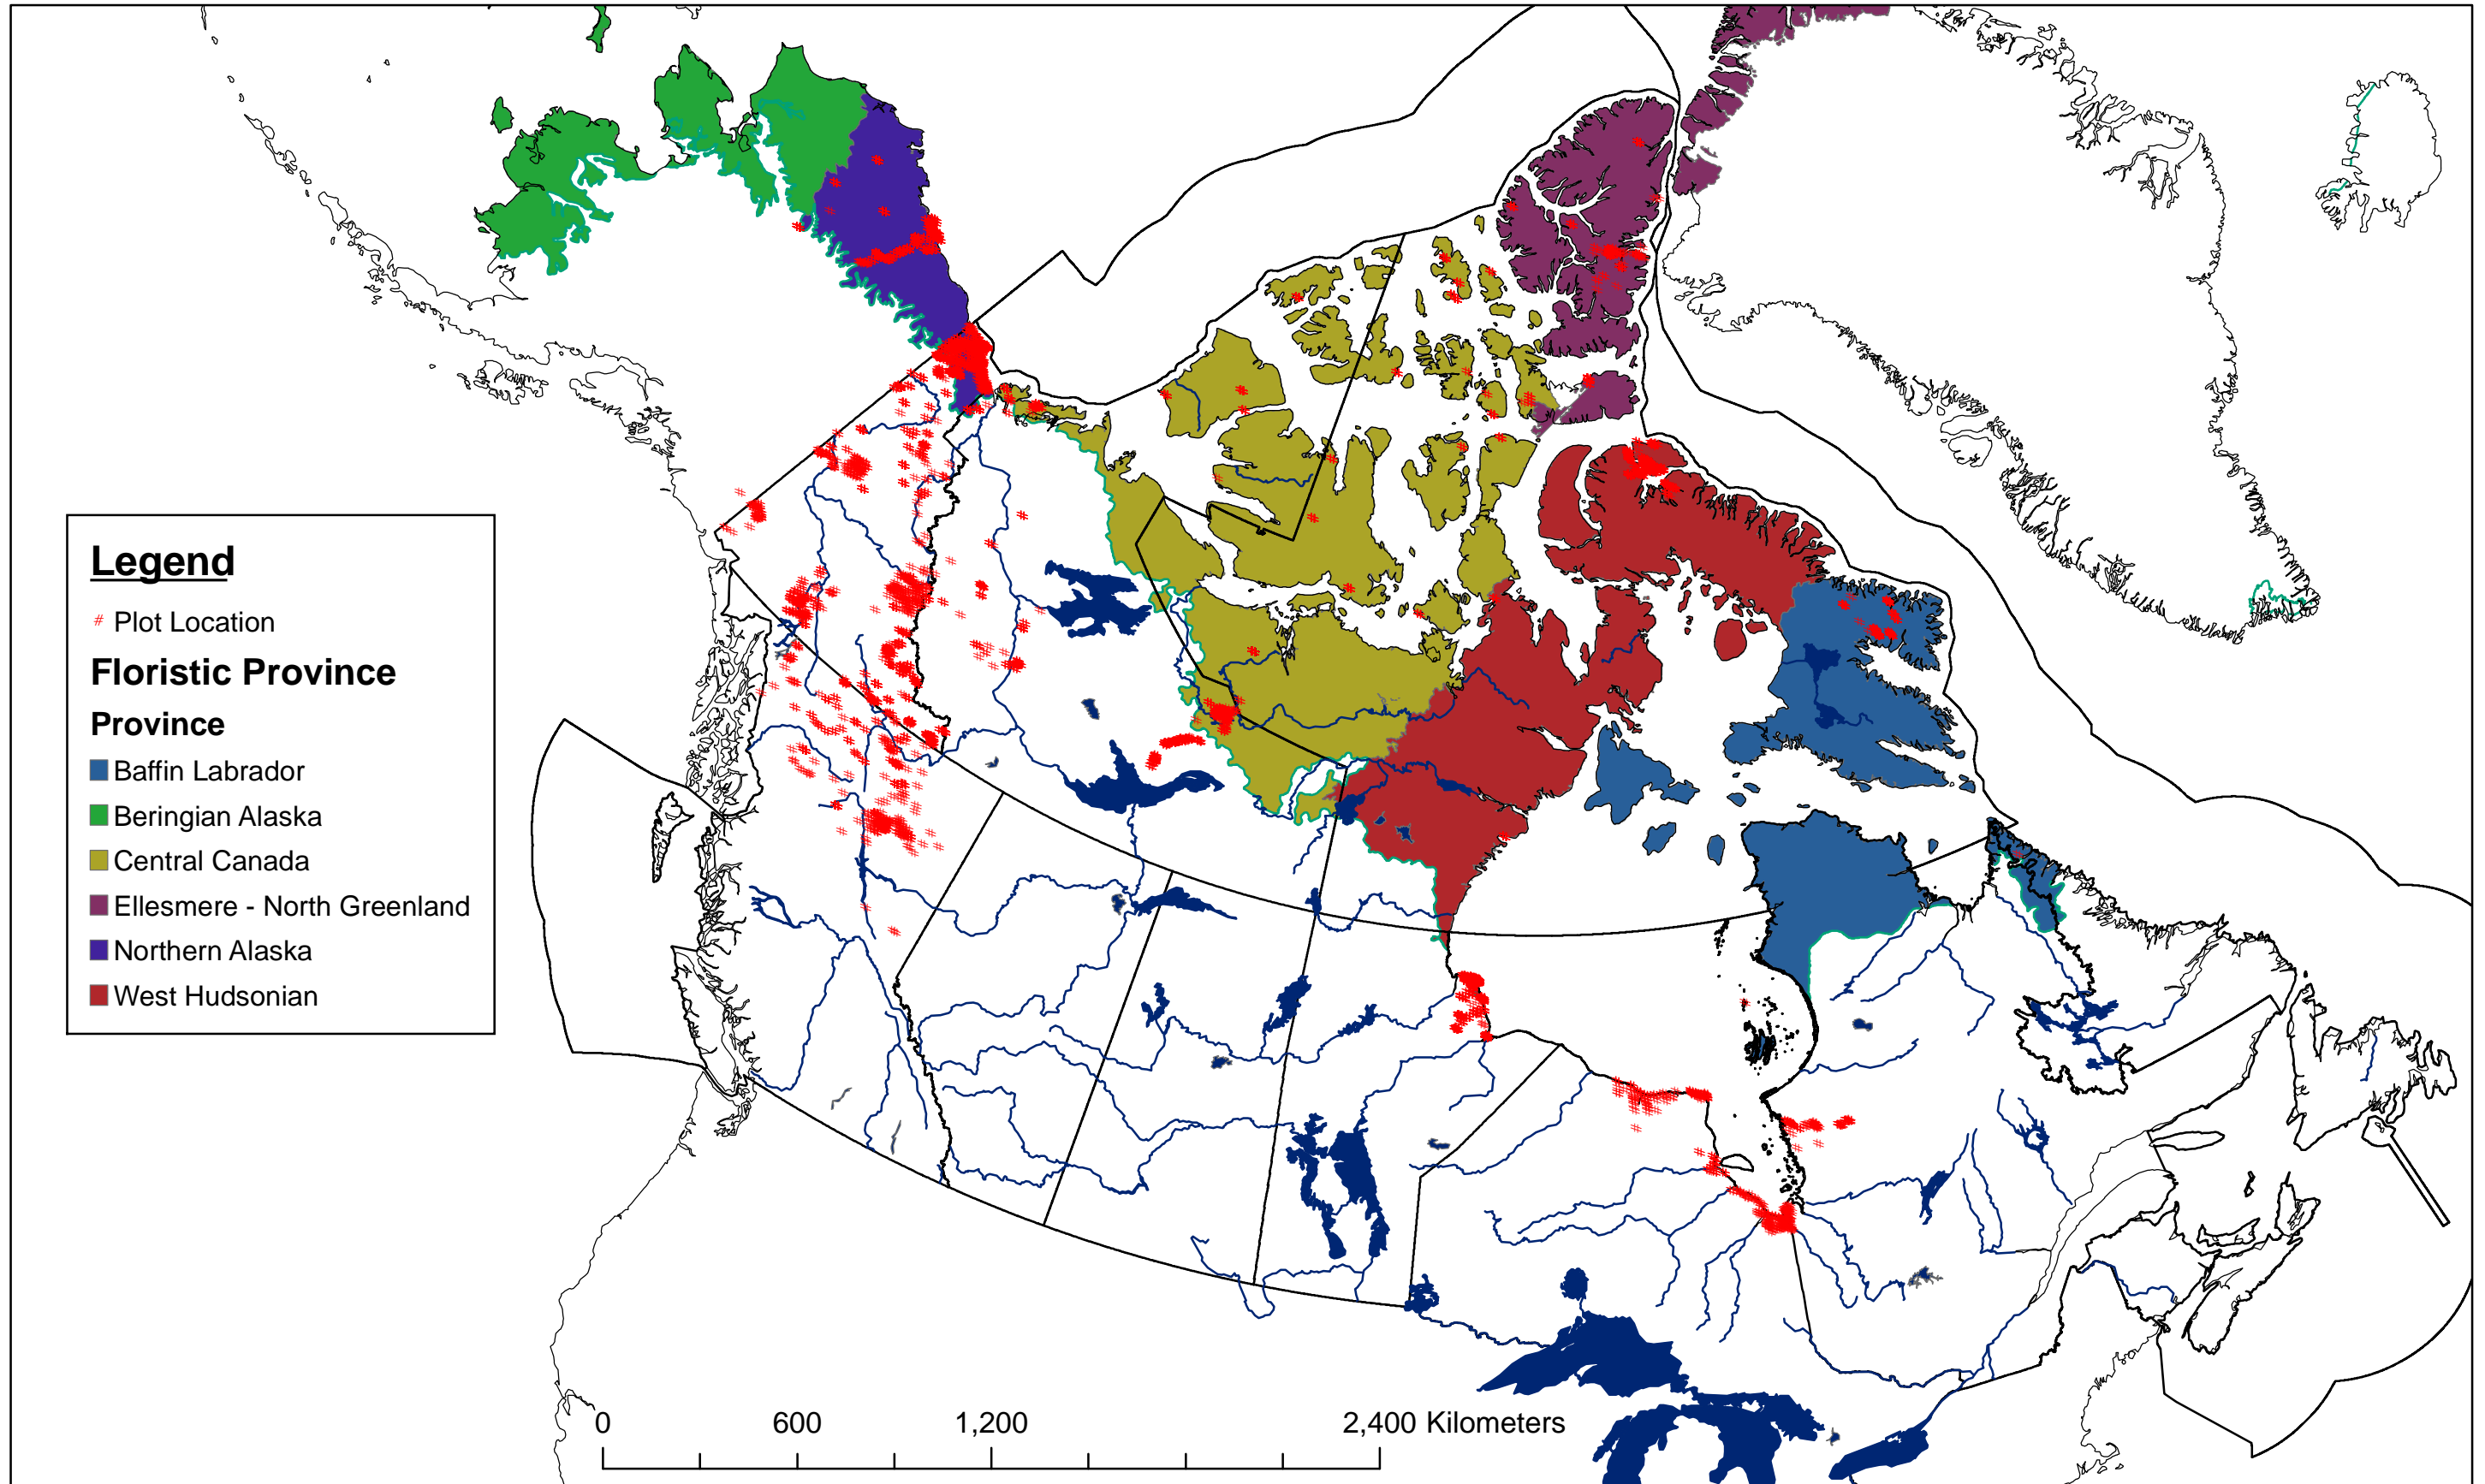 Legend
# Plot Location
Floristic Province
Province
Baffin Labrador
Beringian Alaska
Central Canada
Ellesmere - North Greenland
Northern Alaska
West Hudsonian
0 600 1,200 2,400 Kilometers